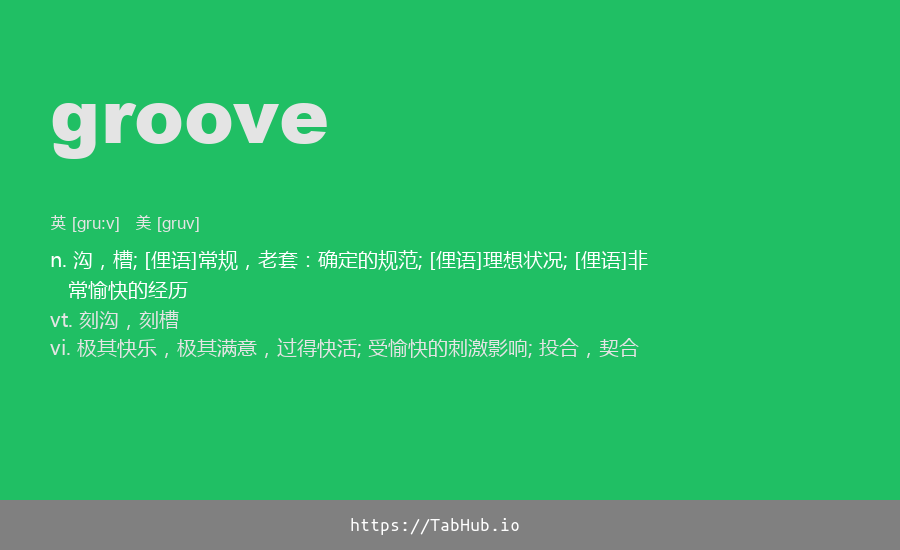 groove
英 [gruːv] 美 [gruv]
n. 沟，槽; [俚语]常规，老套：确定的规范; [俚语]理想状况; [俚语]非
常愉快的经历
vt. 刻沟，刻槽
vi. 极其快乐，极其满意，过得快活; 受愉快的刺激影响; 投合，契合
https://TabHub.io